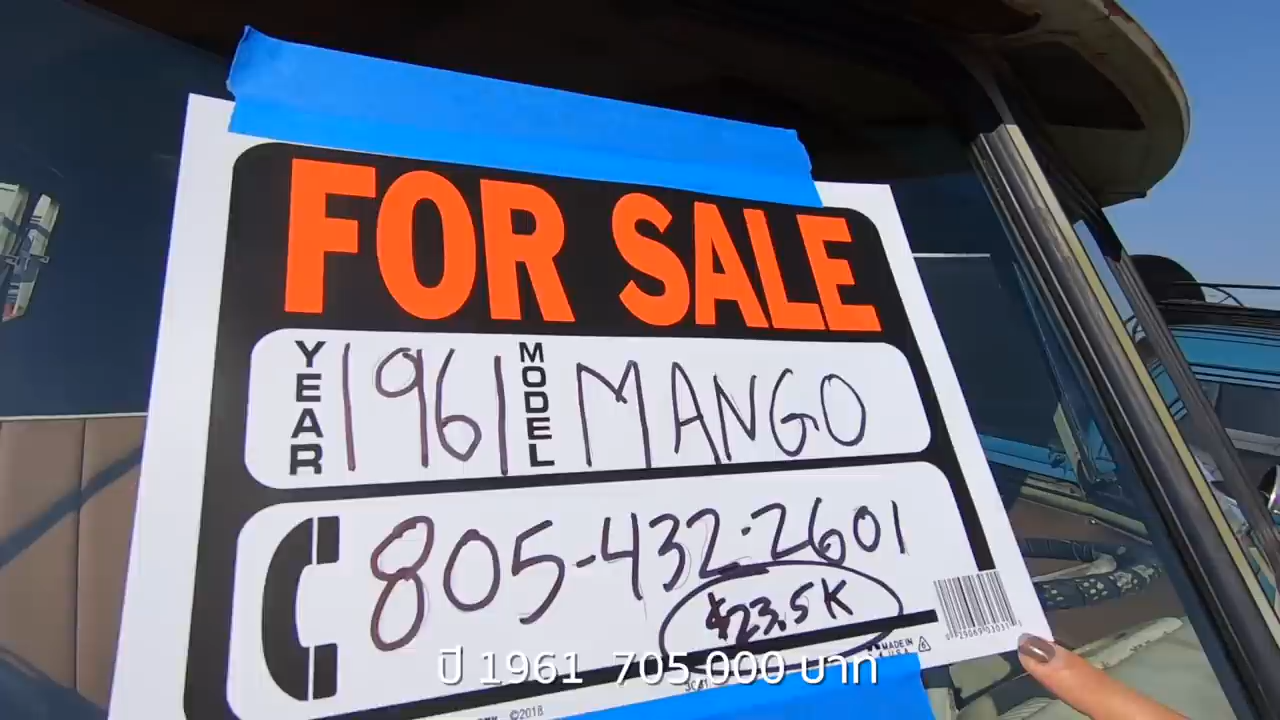 FOR SALE
YEAR 1961 MODEL MANGO
805-432-2601
$23.5K
MADE IN
U.S.A.
ปี 1961 705,000 บาท
©2018